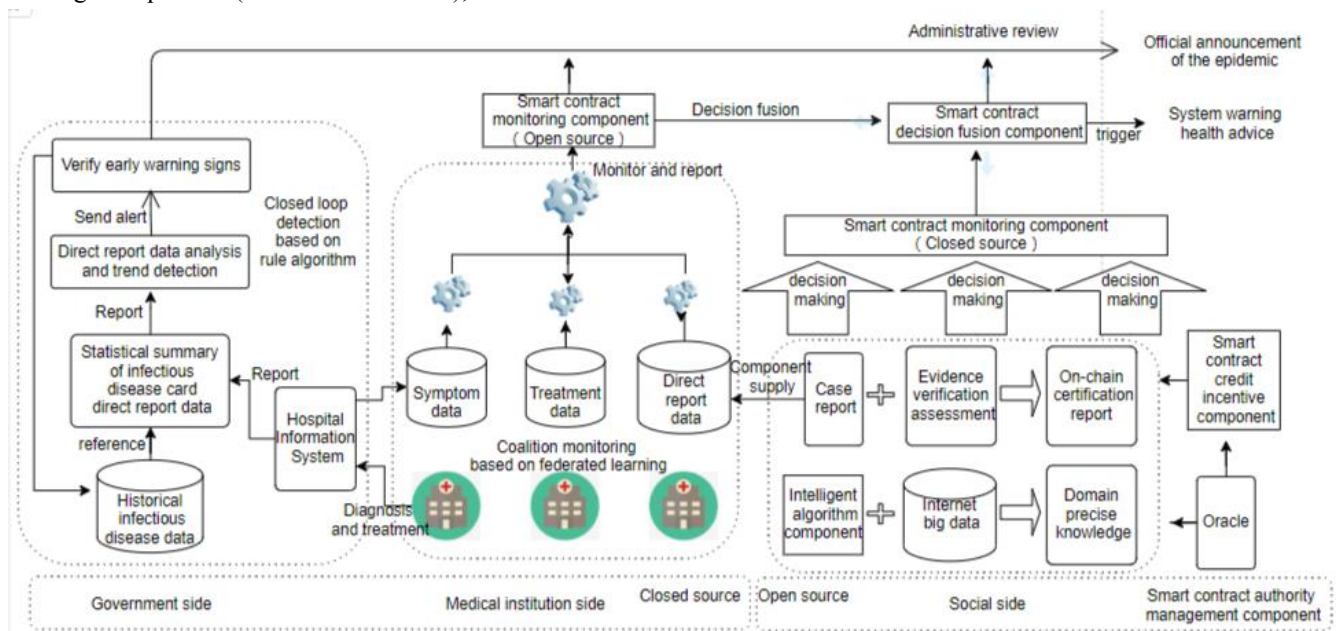 Administrative review
Official announcement
of the epidemic
Smart contract
monitoring component
( Open source )
Decision fusion
Smart contract
decision fusion component
trigger
System warning
health advice
Verify early warning signs
Send alert
Closed loop
detection
based on
rule algorithm
Direct report data analysis
and trend detection
Report
Statistical summary
of infectious
disease card
direct report data
reference
Historical
infectious
disease data
Report
Hospital
Information
System
Diagnosis
and treatment
Monitor and report
Symptom
data
Treatment
data
Direct
report
data
Coalition monitoring
based on federated learning
Smart contract monitoring component
( Closed source )
decision
making
decision
making
decision
making
Component
supply
Case
report
Evidence
verification
assessment
On-chain
certification
report
Smart
contract
credit
incentive
component
Intelligent
algorithm
component
Internet
big data
Domain
precise
knowledge
Oracle
Government side
Medical institution side
Closed source
Open source
Social side
Smart contract authority
management component